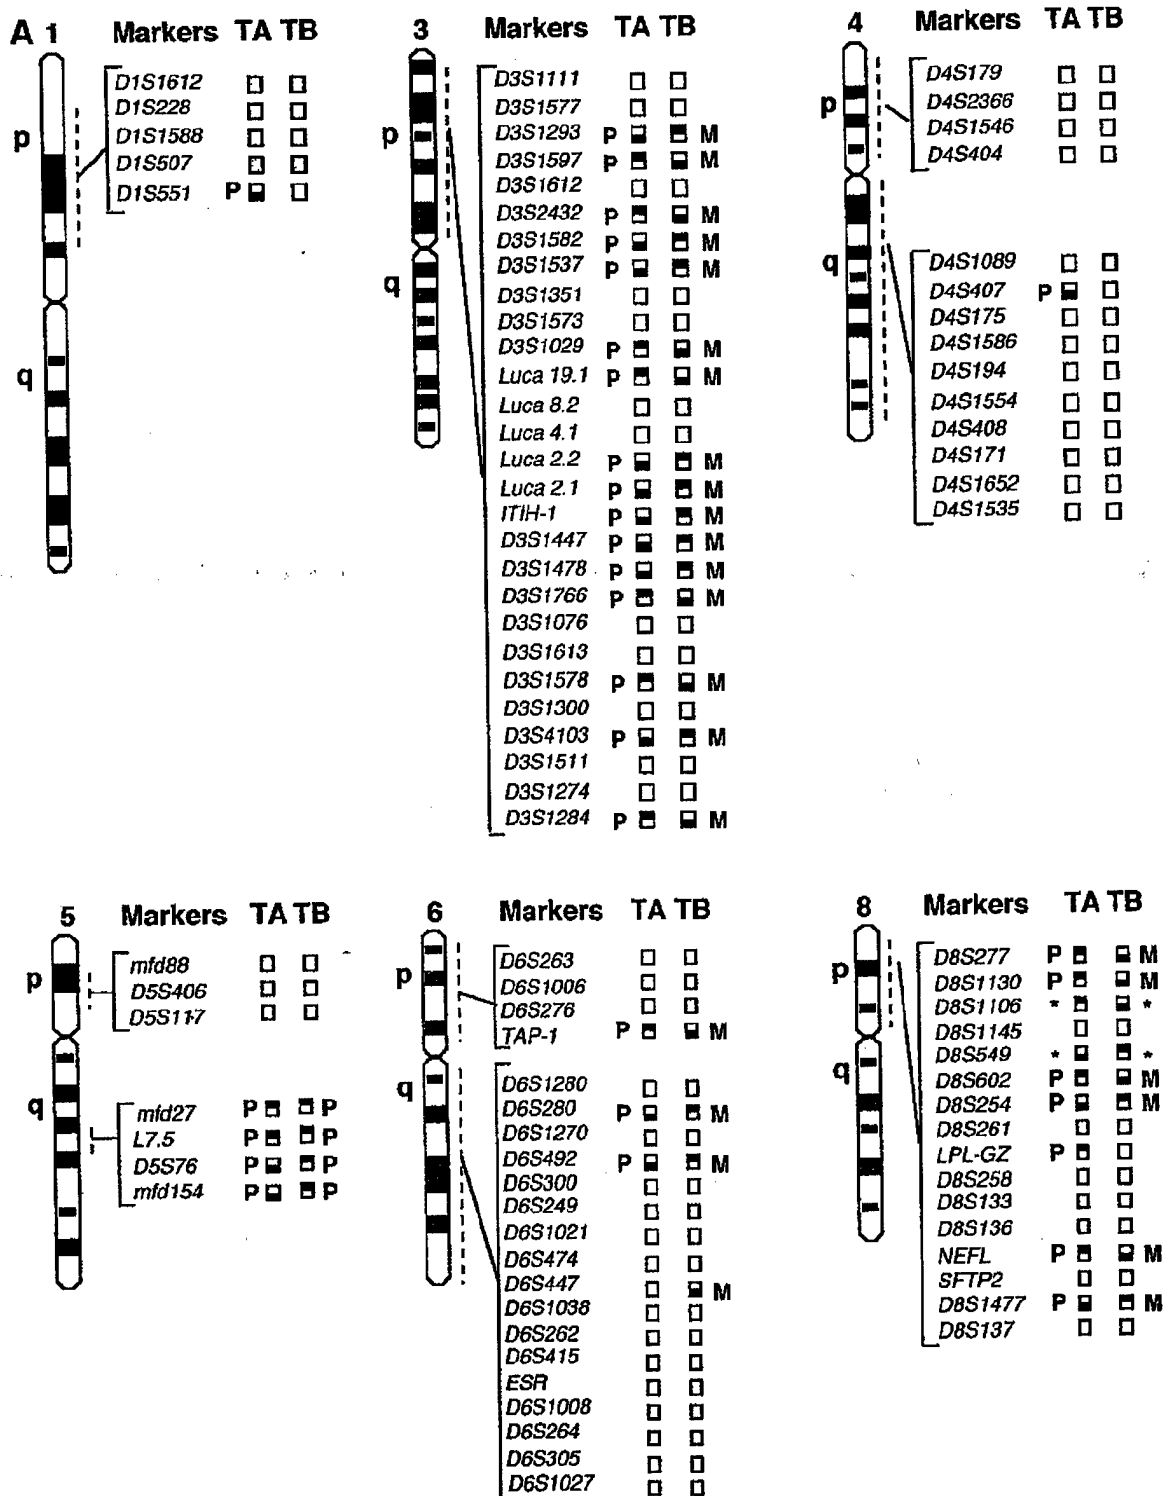 A 1 Markers TA TB
p
q
D1S1612
D1S228
D1S1588
D1S507
D1S551 P
3 Markers TA TB
p
q
D3S1111
D3S1577
D3S1293 P M
D3S1597 P M
D3S1612
D3S2432 P M
D3S1582 P M
D3S1537 P M
D3S1351
D3S1573
D3S1029 P M
Luca 19.1 P M
Luca 8.2
Luca 4.1
Luca 2.2 P M
Luca 2.1 P M
ITIH-1 P M
D3S1447 P M
D3S1478 P M
D3S1766 P M
D3S1076
D3S1613
D3S1578 P M
D3S1300
D3S4103 P M
D3S1511
D3S1274
D3S1284 P M
4 Markers TA TB
p
q
D4S179
D4S2366
D4S1546
D4S404
D4S1089
D4S407 P
D4S175
D4S1586
D4S194
D4S1554
D4S408
D4S171
D4S1652
D4S1535
5 Markers TA TB
p
q
mfd88
D5S406
D5S117
mfd27 P P
L7.5 P P
D5S76 P P
mfd154 P P
6 Markers TA TB
p
q
D6S263
D6S1006
D6S276
TAP-1 P M
D6S1280
D6S280 P M
D6S1270
D6S492 P M
D6S300
D6S249
D6S1021
D6S474
D6S447 M
D6S1038
D6S262
D6S415
ESR
D6S1008
D6S264
D6S305
D6S1027
8 Markers TA TB
p
q
D8S277 P M
D8S1130 P M
D8S1106 * *
D8S1145
D8S549 * *
D8S602 P M
D8S254 P M
D8S261
LPL-GZ P
D8S258
D8S133
D8S136
NEFL P M
SFTP2
D8S1477 P M
D8S137